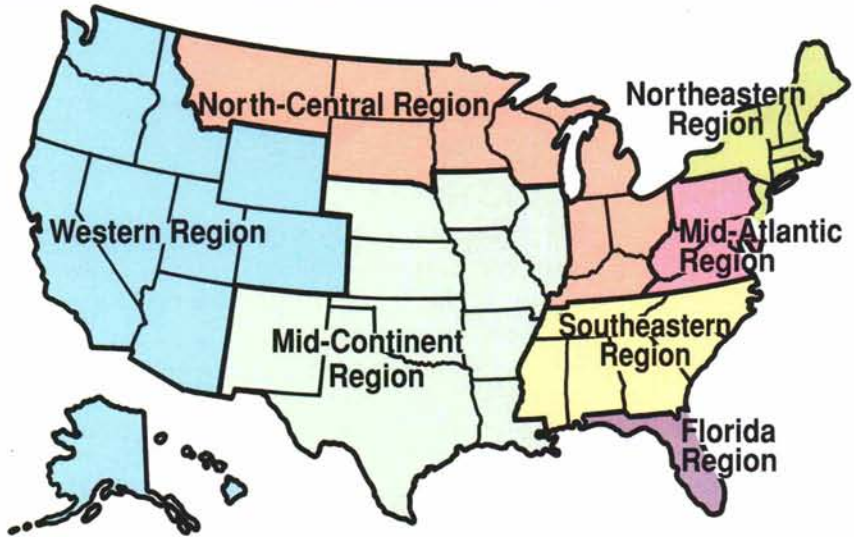 North-Central Region
Northeastern
Region
Western Region
Mid-Atlantic
Region
Mid-Continent
Region
Southeastern
Region
Florida
Region